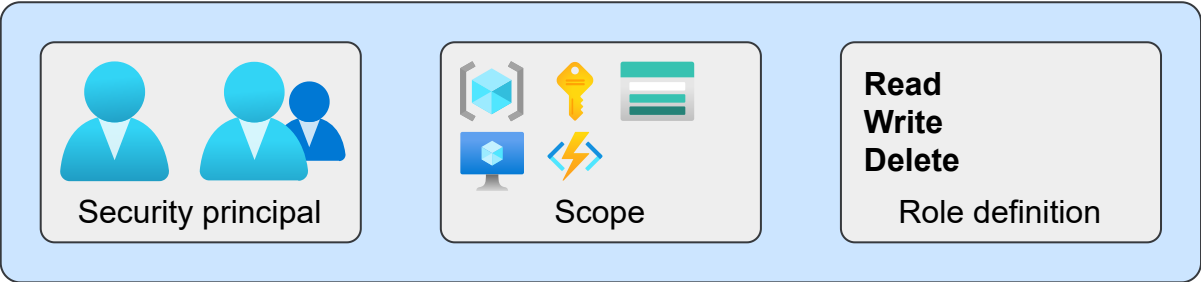 Security principal
Scope
Read
Write
Delete
Role definition